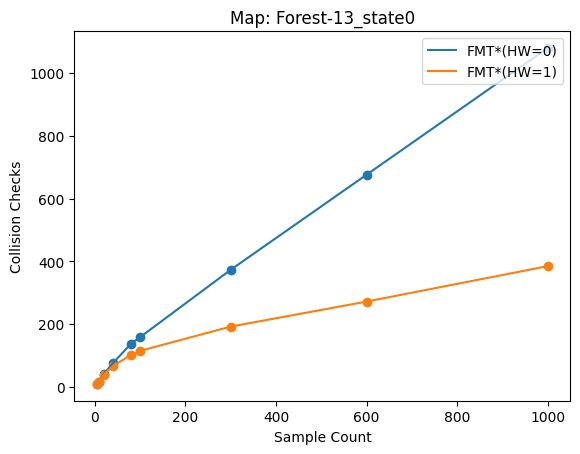 Map: Forest-13_state0
FMT*(HW=0)
FMT*(HW=1)
Collision Checks
1000
800
600
400
200
0
0 200 400 600 800 1000
Sample Count